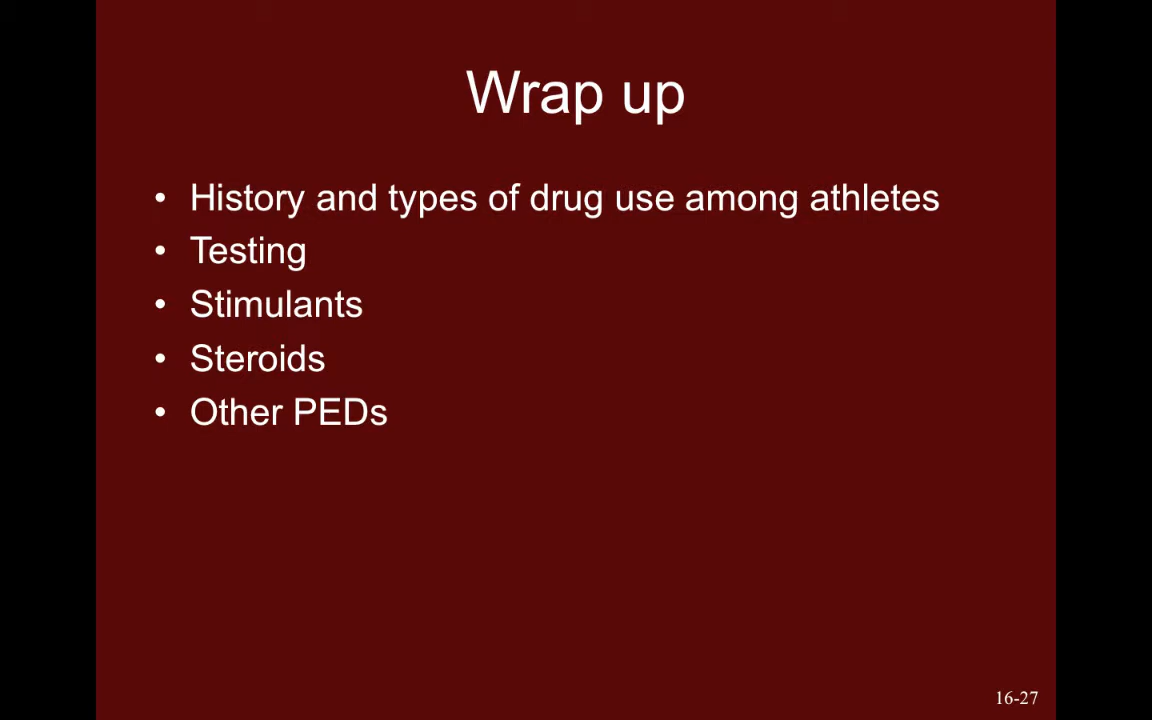 Wrap up
• History and types of drug use among athletes
• Testing
• Stimulants
• Steroids
• Other PEDs
16-27